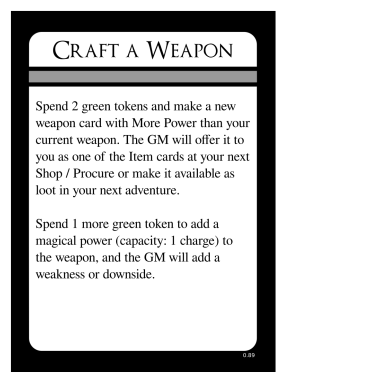 CRAFT A WEAPON
Spend 2 green tokens and make a new
weapon card with More Power than your
current weapon. The GM will offer it to
you as one of the Item cards at your next
Shop / Procure or make it available as
loot in your next adventure.
Spend 1 more green token to add a
magical power (capacity: 1 charge) to
the weapon, and the GM will add a
weakness or downside.
0.89